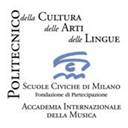 POLITECNICO
della CULTURA
delle ARTI
delle LINGUE
SCUOLE CIVICHE DI MILANO
Fondazione di Partecipazione
ACCADEMIA INTERNAZIONALE
DELLA MUSICA